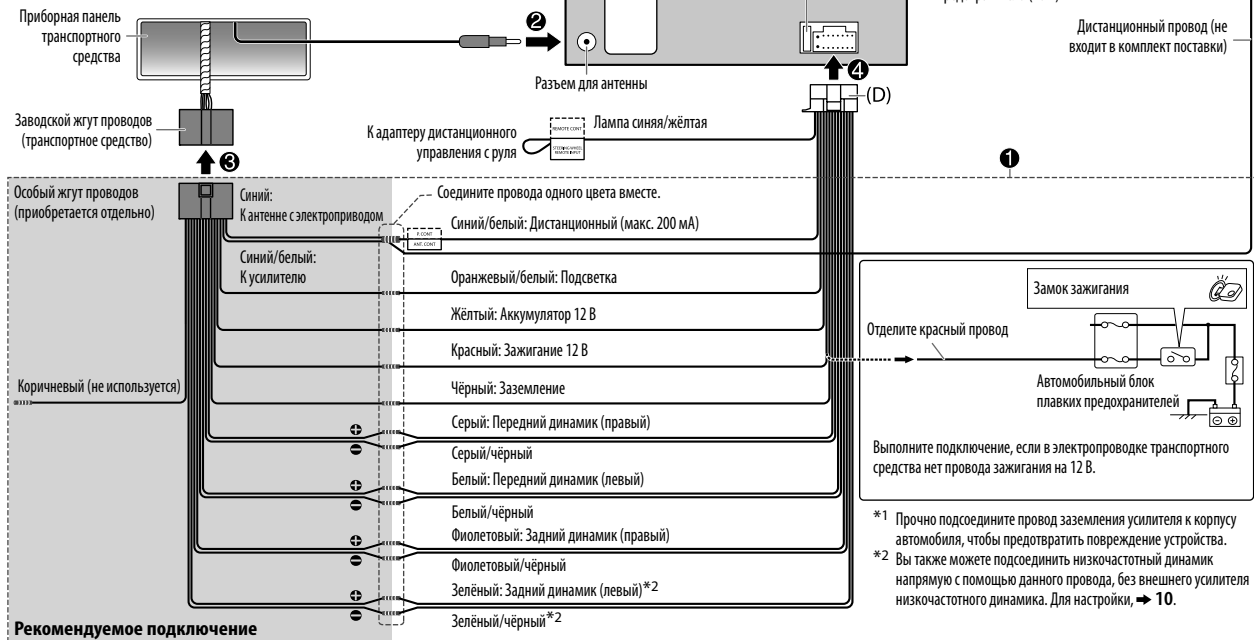 Приборная панель
транспортного
средства
Дистанционный провод (не
входит в комплект поставки)
2
Разъем для антенны
4
(D)
Заводской жгут проводов
(транспортное средство)
К адаптеру дистанционного
управления с руля
REMOTE CONT
STEERING WHEEL
REMOTE INPUT
Лампа синяя/жёлтая
3
1
Особый жгут проводов
(приобретается отдельно)
Синий:
К антенне с электроприводом
Соедините провода одного цвета вместе.
Синий/белый: Дистанционный (макс. 200 мА)
P. CONT
ANT. CONT
Синий/белый:
К усилителю
Оранжевый/белый: Подсветка
Жёлтый: Аккумулятор 12 В
Красный: Зажигание 12 В
Коричневый (не используется)
Чёрный: Заземление
Серый: Передний динамик (правый)
Серый/чёрный
Белый: Передний динамик (левый)
Белый/чёрный
Фиолетовый: Задний динамик (правый)
Фиолетовый/чёрный
Зелёный: Задний динамик (левый)*2
Зелёный/чёрный*2
Рекомендуемое подключение
Замок зажигания
Отделите красный провод
Автомобильный блок
плавких предохранителей
Выполните подключение, если в электропроводке транспортного
средства нет провода зажигания на 12 В.
*1 Прочно подсоедините провод заземления усилителя к корпусу
автомобиля, чтобы предотвратить повреждение устройства.
*2 Вы также можете подсоединить низкочастотный динамик
напрямую с помощью данного провода, без внешнего усилителя
низкочастотного динамика. Для настройки, ➜ 10.